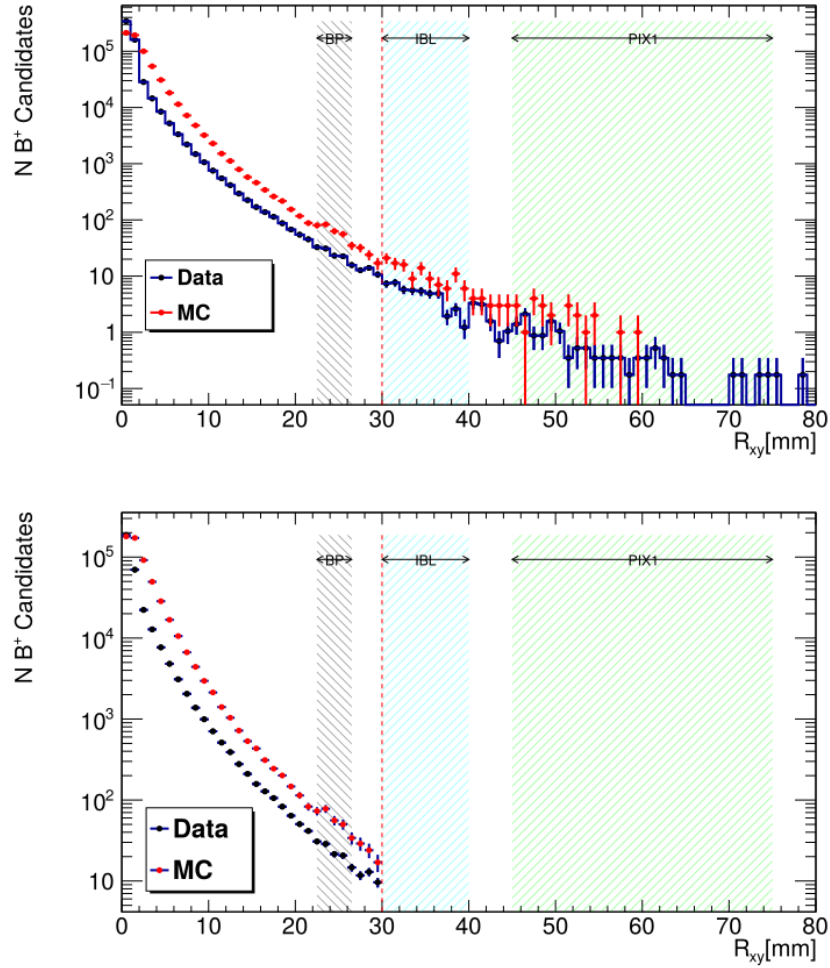 N B⁺ Candidates
10⁵
10⁴
10³
10²
10
1
10⁻¹
BP
IBL
PIX1
Data
MC
0 10 20 30 40 50 60 70 80
R_xy[mm]
N B⁺ Candidates
10⁵
10⁴
10³
10²
10
BP
IBL
PIX1
Data
MC
0 10 20 30 40 50 60 70 80
R_xy[mm]